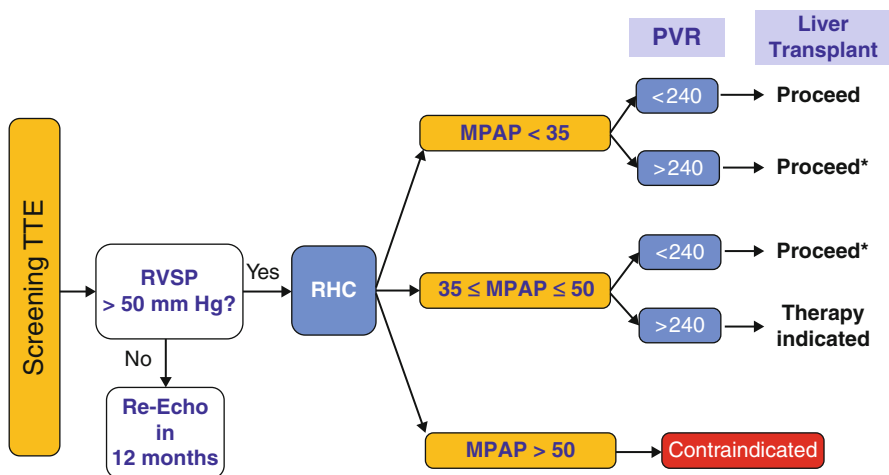 PVR
Liver
Transplant
Screening TTE
RVSP
> 50 mm Hg?
Yes
No
Re-Echo
in
12 months
RHC
MPAP < 35
<240
Proceed
>240
Proceed*
35 ≤ MPAP ≤ 50
<240
Proceed*
>240
Therapy
indicated
MPAP > 50
Contraindicated